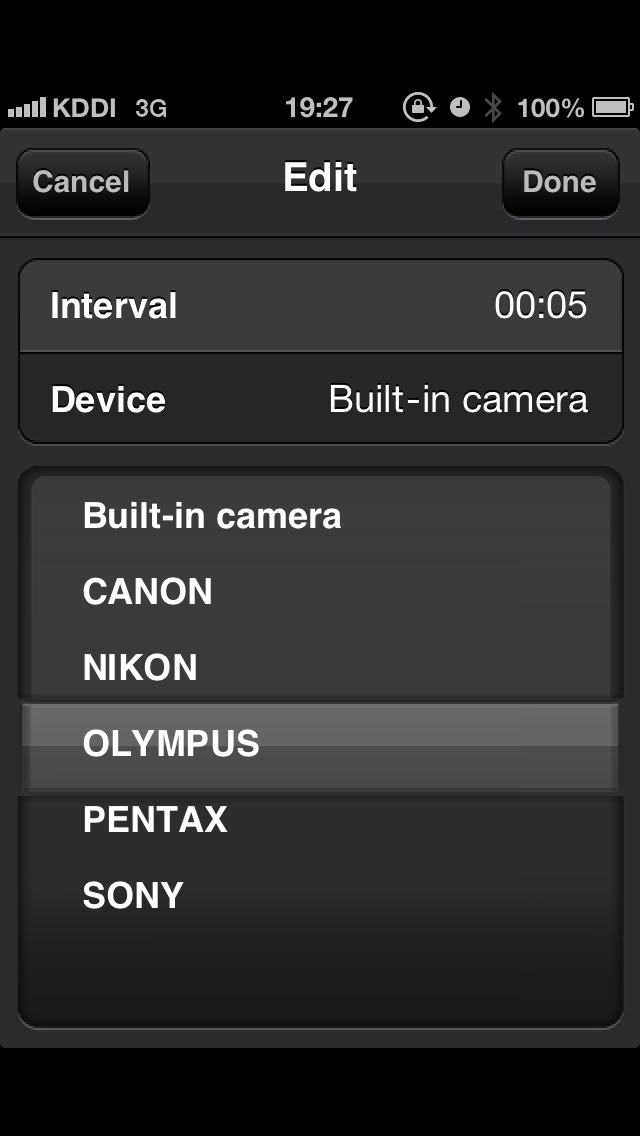 KDDI 3G 19:27 100%
Cancel Edit Done
Interval 00:05
Device Built-in camera
Built-in camera
CANON
NIKON
OLYMPUS
PENTAX
SONY